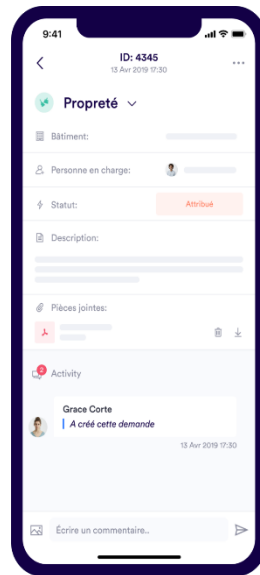 9:41
ID: 4345
13 Avr 2019 17:30
Propreté
Bâtiment:
Personne en charge:
Statut:
Attribué
Description:
Pièces jointes:
2
Activity
Grace Corte
A créé cette demande
13 Avr 2019 17:30
Écrire un commentaire..